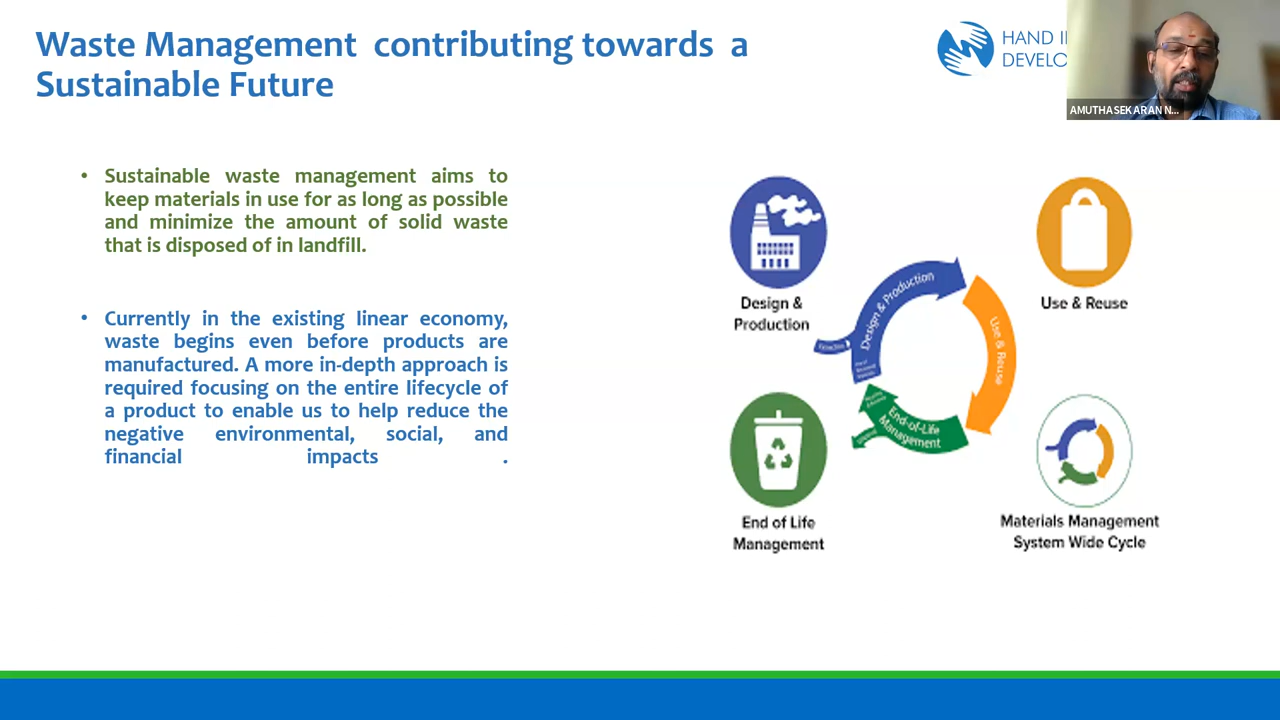 Waste Management contributing towards a
Sustainable Future
HAND I
DEVELO
AMUTHASEKARAN N...
• Sustainable waste management aims to
keep materials in use for as long as possible
and minimize the amount of solid waste
that is disposed of in landfill.
• Currently in the existing linear economy,
waste begins even before products are
manufactured. A more in-depth approach is
required focusing on the entire lifecycle of
a product to enable us to help reduce the
negative environmental, social, and
financial impacts .
Design &
Production
Use & Reuse
Design & Production
Use & Reuse
End-of-Life
Management
End of Life
Management
Materials Management
System Wide Cycle